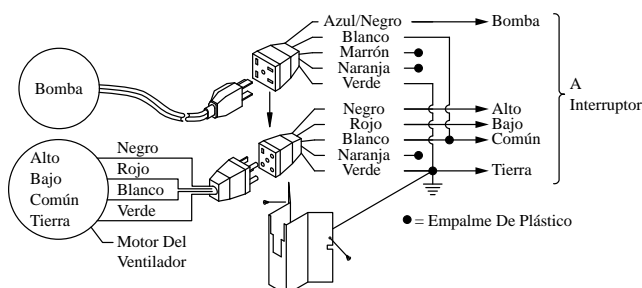 Azul/Negro
Blanco
Marrón
Naranja
Verde
Bomba
Bomba
A
Interruptor
Negro
Rojo
Blanco
Naranja
Verde
Alto
Bajo
Común
Tierra
Alto
Bajo
Común
Tierra
Negro
Rojo
Blanco
Verde
Motor Del
Ventilador
= Empalme De Plástico